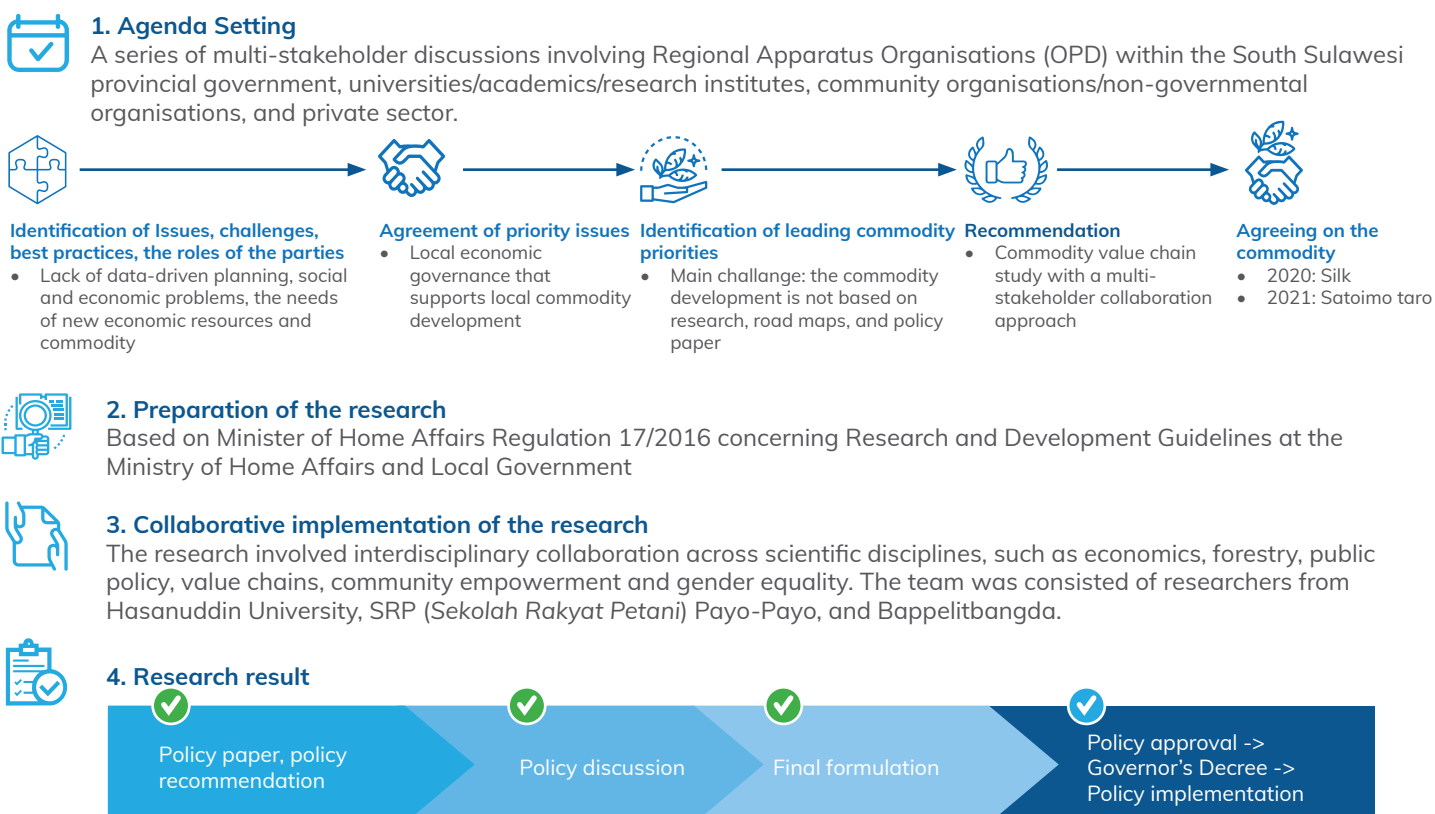 1. Agenda Setting
A series of multi-stakeholder discussions involving Regional Apparatus Organisations (OPD) within the South Sulawesi
provincial government, universities/academics/research institutes, community organisations/non-governmental
organisations, and private sector.
Identification of Issues, challenges,
best practices, the roles of the parties
• Lack of data-driven planning, social
and economic problems, the needs
of new economic resources and
commodity
Agreement of priority issues
• Local economic
governance that
supports local commodity
development
Identification of leading commodity
priorities
• Main challange: the commodity
development is not based on
research, road maps, and policy
paper
Recommendation
• Commodity value chain
study with a multi-
stakeholder collaboration
approach
Agreeing on the
commodity
• 2020: Silk
• 2021: Satoimo taro
2. Preparation of the research
Based on Minister of Home Affairs Regulation 17/2016 concerning Research and Development Guidelines at the
Ministry of Home Affairs and Local Government
3. Collaborative implementation of the research
The research involved interdisciplinary collaboration across scientific disciplines, such as economics, forestry, public
policy, value chains, community empowerment and gender equality. The team was consisted of researchers from
Hasanuddin University, SRP (Sekolah Rakyat Petani) Payo-Payo, and Bappelitbangda.
4. Research result
Policy paper, policy
recommendation
Policy discussion
Final formulation
Policy approval ->
Governor's Decree ->
Policy implementation